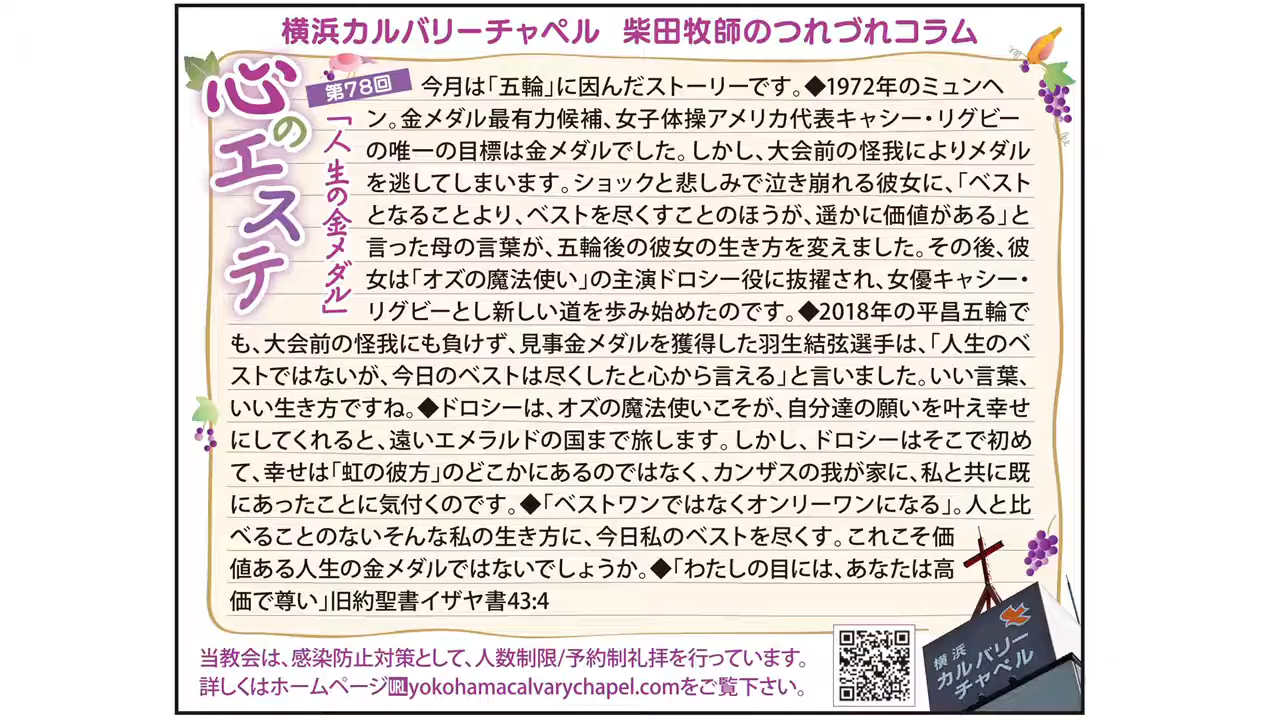 横浜カルバリーチャペル 柴田牧師のつれづれコラム
心のエステ
第78回
「人生の金メダル」
今月は「五輪」に因んだストーリーです。◆1972年のミュンヘ
ン。金メダル最有力候補、女子体操アメリカ代表キャシー・リグビー
の唯一の目標は金メダルでした。しかし、大会前の怪我によりメダル
を逃してしまいます。ショックと悲しみで泣き崩れる彼女に、「ベスト
となることより、ベストを尽くすことのほうが、遥かに価値がある」と
言った母の言葉が、五輪後の彼女の生き方を変えました。その後、彼
女は「オズの魔法使い」の主演ドロシー役に抜擢され、女優キャシー・
リグビーとし新しい道を歩み始めたのです。◆2018年の平昌五輪で
も、大会前の怪我にも負けず、見事金メダルを獲得した羽生結弦選手は、「人生のベ
ストではないが、今日のベストは尽くしたと心から言える」と言いました。いい言葉、
いい生き方ですね。◆ドロシーは、オズの魔法使いこそが、自分達の願いを叶え幸せ
にしてくれると、遠いエメラルドの国まで旅します。しかし、ドロシーはそこで初め
て、幸せは「虹の彼方」のどこかにあるのではなく、カンザスの我が家に、私と共に既
にあったことに気付くのです。◆「ベストワンではなくオンリーワンになる」。人と比
べることのないそんな私の生き方に、今日私のベストを尽くす。これこそ価
値ある人生の金メダルではないでしょうか。◆「わたしの目には、あなたは高
価で尊い」旧約聖書イザヤ書43:4
当教会は、感染防止対策として、人数制限/予約制礼拝を行っています。
詳しくはホームページURLyokohamacalvarychapel.comをご覧下さい。
横浜
カルバリー
チャペル